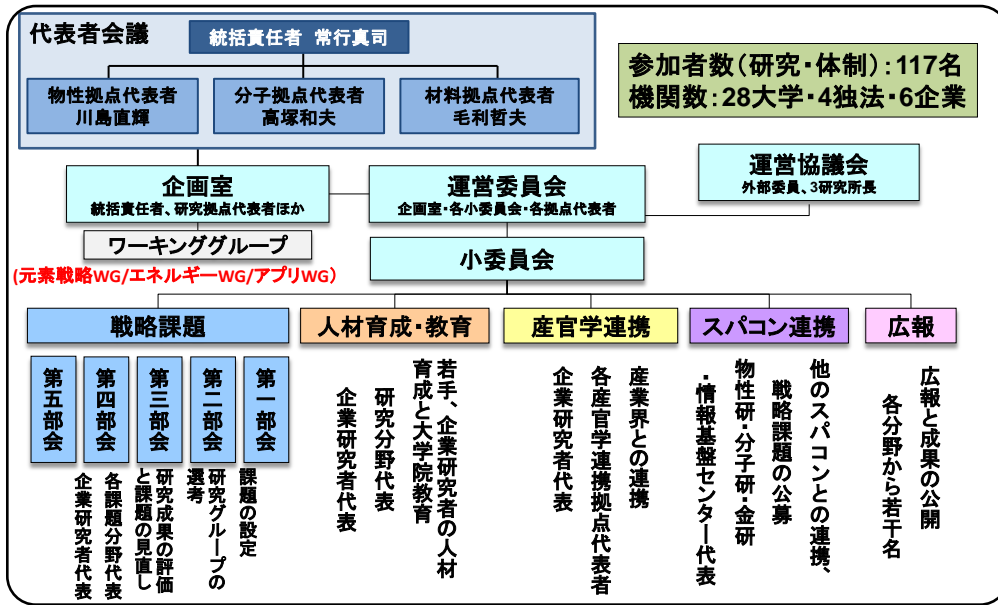 代表者会議
統括責任者 常行真司
物性拠点代表者
川島直輝
分子拠点代表者
高塚和夫
材料拠点代表者
毛利哲夫
参加者数(研究・体制):117名
機関数:28大学・4独法・6企業
企画室
統括責任者、研究拠点代表者ほか
運営委員会
企画室・各小委員会・各拠点代表者
運営協議会
外部委員、3研究所長
ワーキンググループ
(元素戦略WG/エネルギーWG/アプリWG)
小委員会
戦略課題
第一部会
第二部会
第三部会
第四部会
第五部会
課題の設定
研究グループの
選考
研究成果の評価
と課題の見直し
各課題分野代表
企業研究者代表
人材育成・教育
若手、企業研究者の人材
育成と大学院教育
研究分野代表
企業研究者代表
産官学連携
産業界との連携
各産官学連携拠点代表者
企業研究者代表
スパコン連携
他のスパコンとの連携、
戦略課題の公募
物性研・分子研・金研
・情報基盤センター代表
広報
広報と成果の公開
各分野から若干名